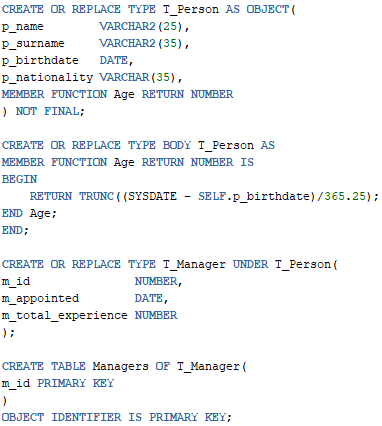 CREATE OR REPLACE TYPE T_Person AS OBJECT(
p_name        VARCHAR2(25),
p_surname     VARCHAR2(35),
p_birthdate   DATE,
p_nationality VARCHAR(35),
MEMBER FUNCTION Age RETURN NUMBER
) NOT FINAL;

CREATE OR REPLACE TYPE BODY T_Person AS
MEMBER FUNCTION Age RETURN NUMBER IS
BEGIN
    RETURN TRUNC((SYSDATE - SELF.p_birthdate)/365.25);
END Age;
END;

CREATE OR REPLACE TYPE T_Manager UNDER T_Person(
m_id               NUMBER,
m_appointed        DATE,
m_total_experience NUMBER
);

CREATE TABLE Managers OF T_Manager(
m_id PRIMARY KEY
)
OBJECT IDENTIFIER IS PRIMARY KEY;